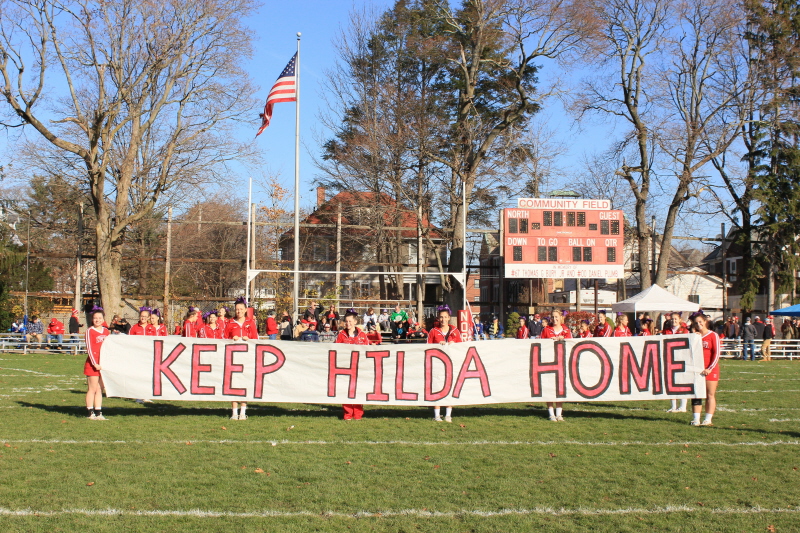 COMMUNITY FIELD
NORTH GUEST
DOWN TO GO BALL ON QTR
KEEP HILDA HOME